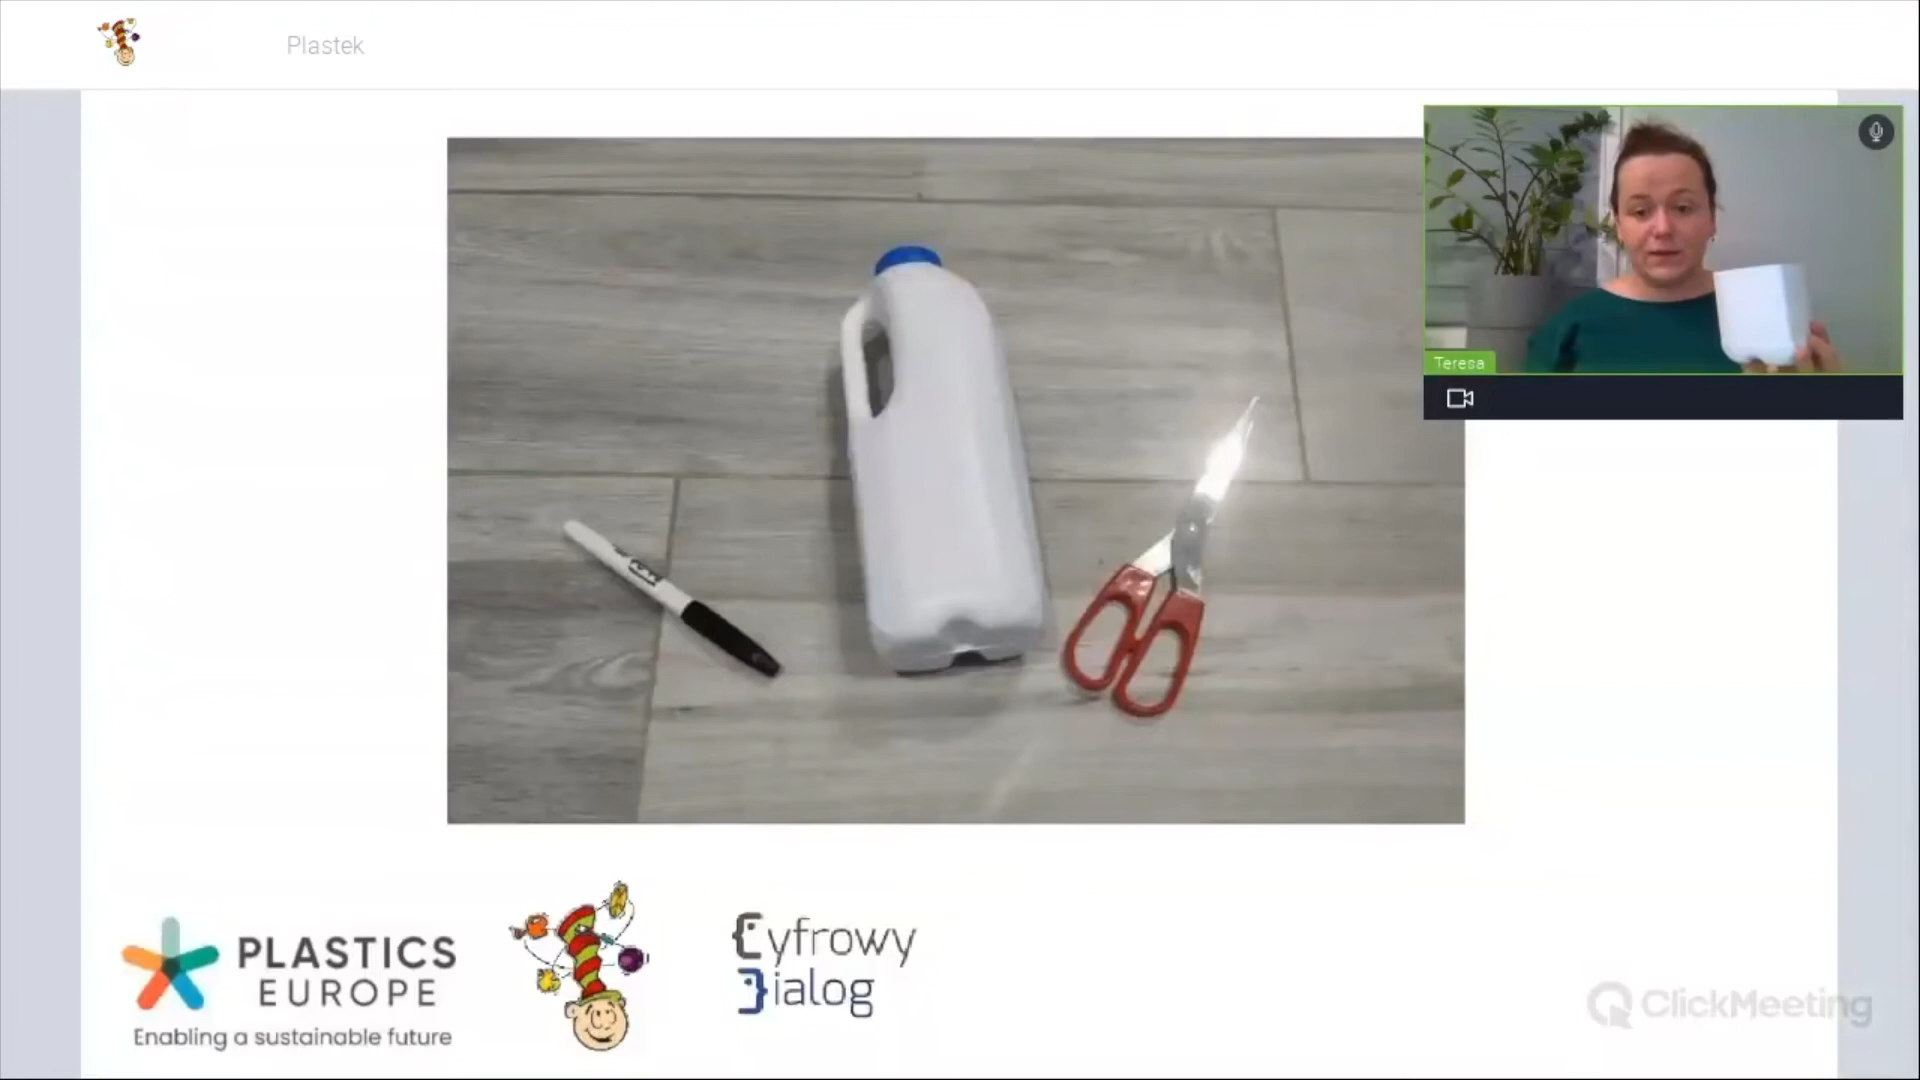 Plastek
Teresa
PLASTICS
EUROPE
Enabling a sustainable future
Cyfrowy
Dialog
ClickMeeting